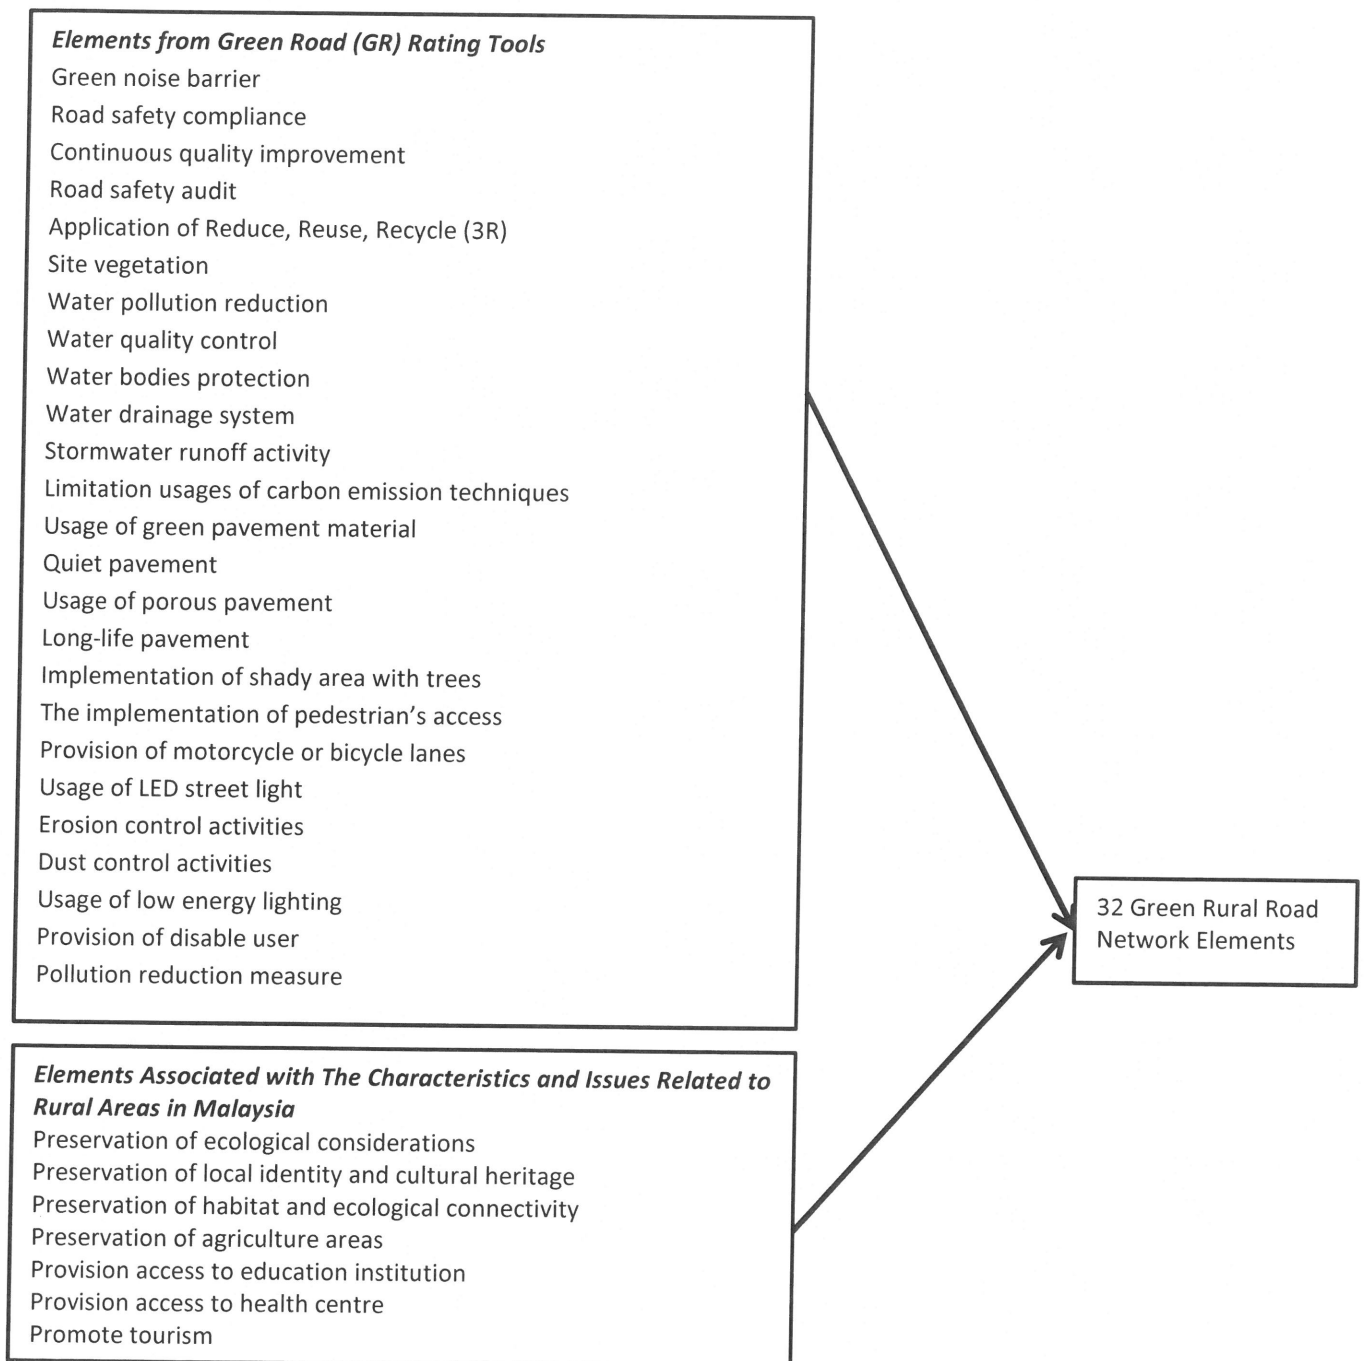 Elements from Green Road (GR) Rating Tools
Green noise barrier
Road safety compliance
Continuous quality improvement
Road safety audit
Application of Reduce, Reuse, Recycle (3R)
Site vegetation
Water pollution reduction
Water quality control
Water bodies protection
Water drainage system
Stormwater runoff activity
Limitation usages of carbon emission techniques
Usage of green pavement material
Quiet pavement
Usage of porous pavement
Long-life pavement
Implementation of shady area with trees
The implementation of pedestrian’s access
Provision of motorcycle or bicycle lanes
Usage of LED street light
Erosion control activities
Dust control activities
Usage of low energy lighting
Provision of disable user
Pollution reduction measure
Elements Associated with The Characteristics and Issues Related to
Rural Areas in Malaysia
Preservation of ecological considerations
Preservation of local identity and cultural heritage
Preservation of habitat and ecological connectivity
Preservation of agriculture areas
Provision access to education institution
Provision access to health centre
Promote tourism
32 Green Rural Road
Network Elements